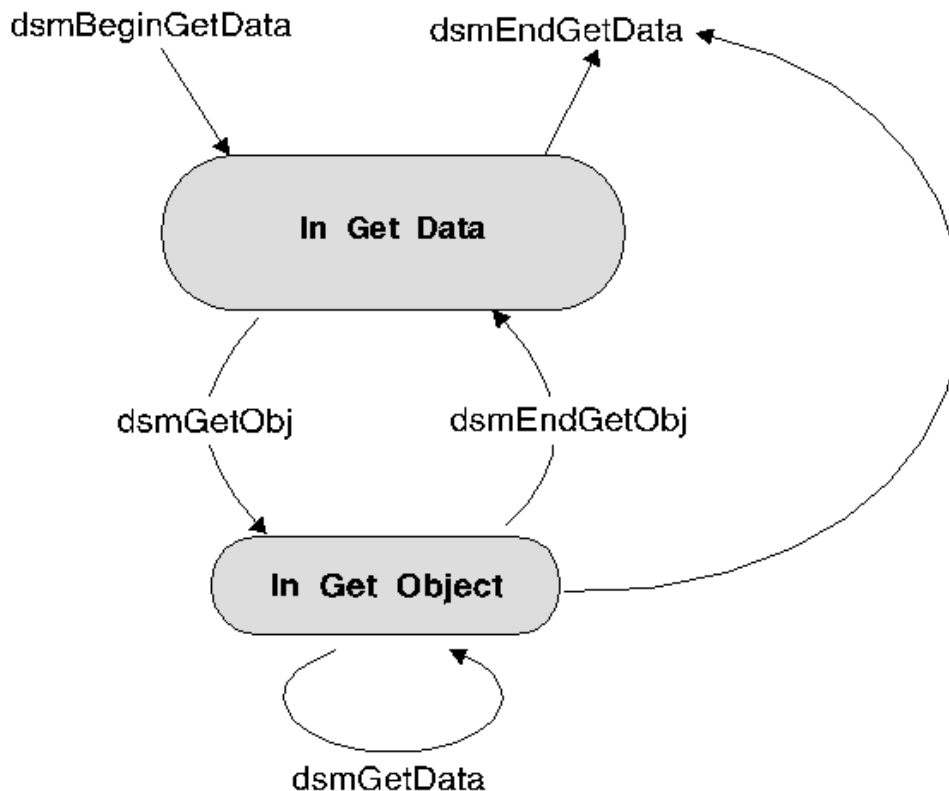 dsmBeginGetData
dsmEndGetData
In Get Data
dsmGetObj
dsmEndGetObj
In Get Object
dsmGetData